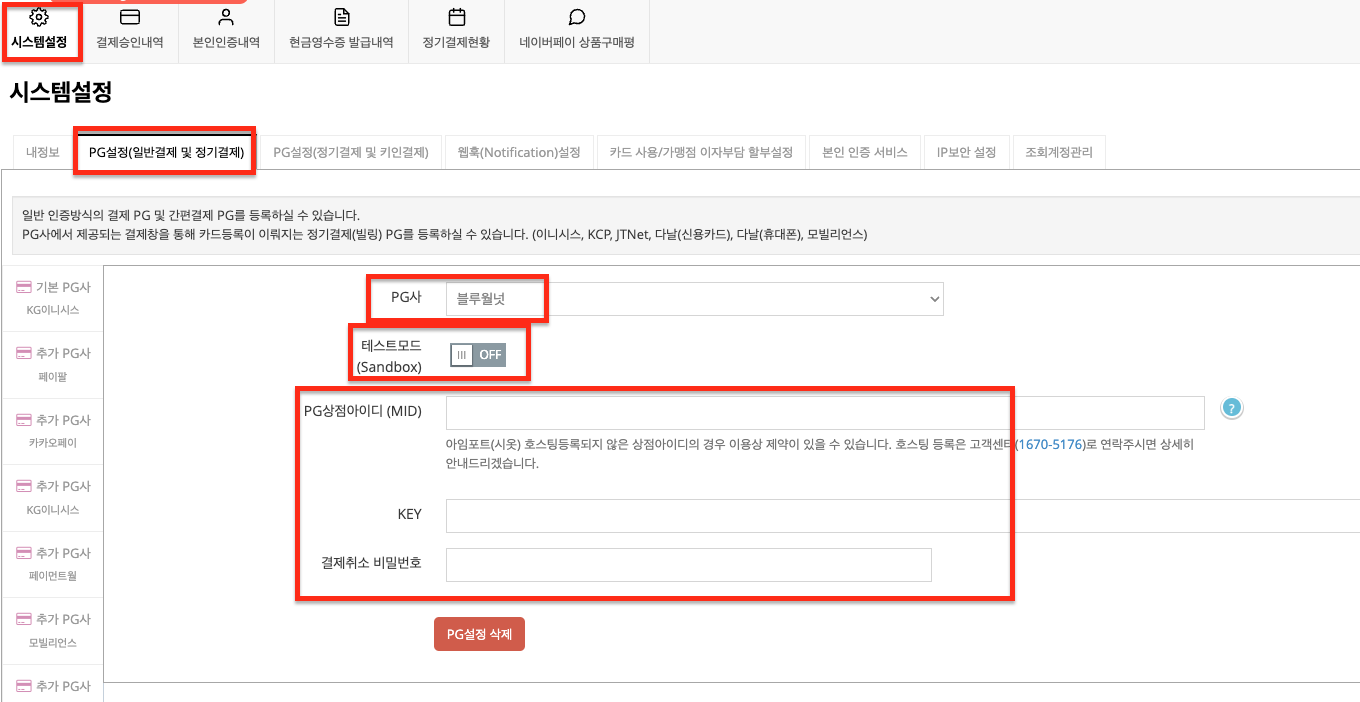 시스템설정
결제승인내역
본인인증내역
현금영수증 발급내역
정기결제현황
네이버페이 상품구매평
시스템설정
내정보
PG설정(일반결제 및 정기결제)
PG설정(정기결제 및 키인결제)
웹훅(Notification)설정
카드 사용/가맹점 이자부담 할부설정
본인 인증 서비스
IP보안 설정
조회계정관리
일반 인증방식의 결제 PG 및 간편결제 PG를 등록하실 수 있습니다.
PG사에서 제공되는 결제창을 통해 카드등록이 이뤄지는 정기결제(빌링) PG를 등록하실 수 있습니다. (이니시스, KCP, JTNet, 다날(신용카드), 다날(휴대폰), 모빌리언스)
기본 PG사
KG이니시스
추가 PG사
페이팔
추가 PG사
카카오페이
추가 PG사
KG이니시스
추가 PG사
페이먼트월
추가 PG사
모빌리언스
추가 PG사
PG사
블루월넛
테스트모드
(Sandbox)
OFF
PG상점아이디 (MID)
?
아임포트(시옷) 호스팅등록되지 않은 상점아이디의 경우 이용상 제약이 있을 수 있습니다. 호스팅 등록은 고객센터(1670-5176)로 연락주시면 상세히
안내드리겠습니다.
KEY
결제취소 비밀번호
PG설정 삭제